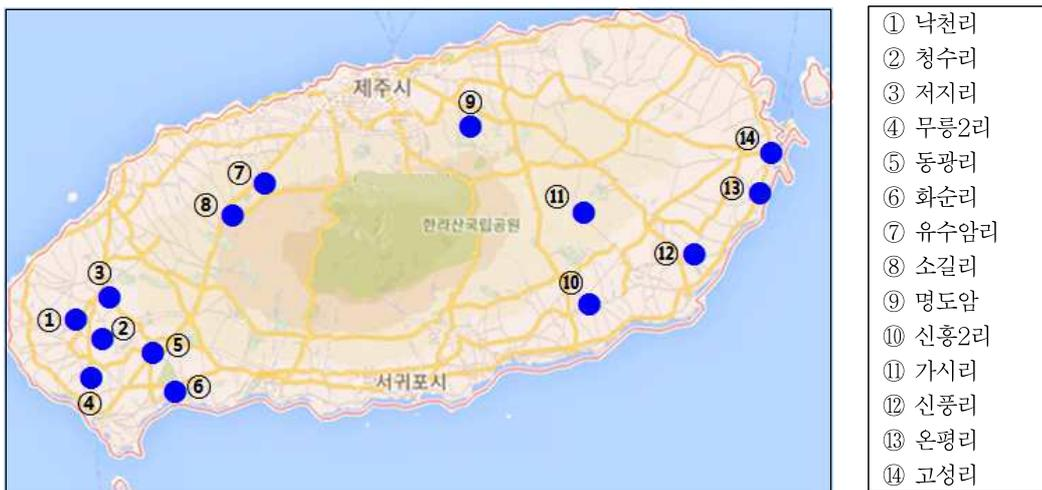 제주시
⑨
⑭
⑦
⑬
⑧
⑪
한라산국립공원
⑫
③
⑩
①
②
⑤
서귀포시
⑥
④
① 낙천리
② 청수리
③ 저지리
④ 무릉2리
⑤ 동광리
⑥ 화순리
⑦ 유수암리
⑧ 소길리
⑨ 명도암
⑩ 신흥2리
⑪ 가시리
⑫ 신풍리
⑬ 온평리
⑭ 고성리